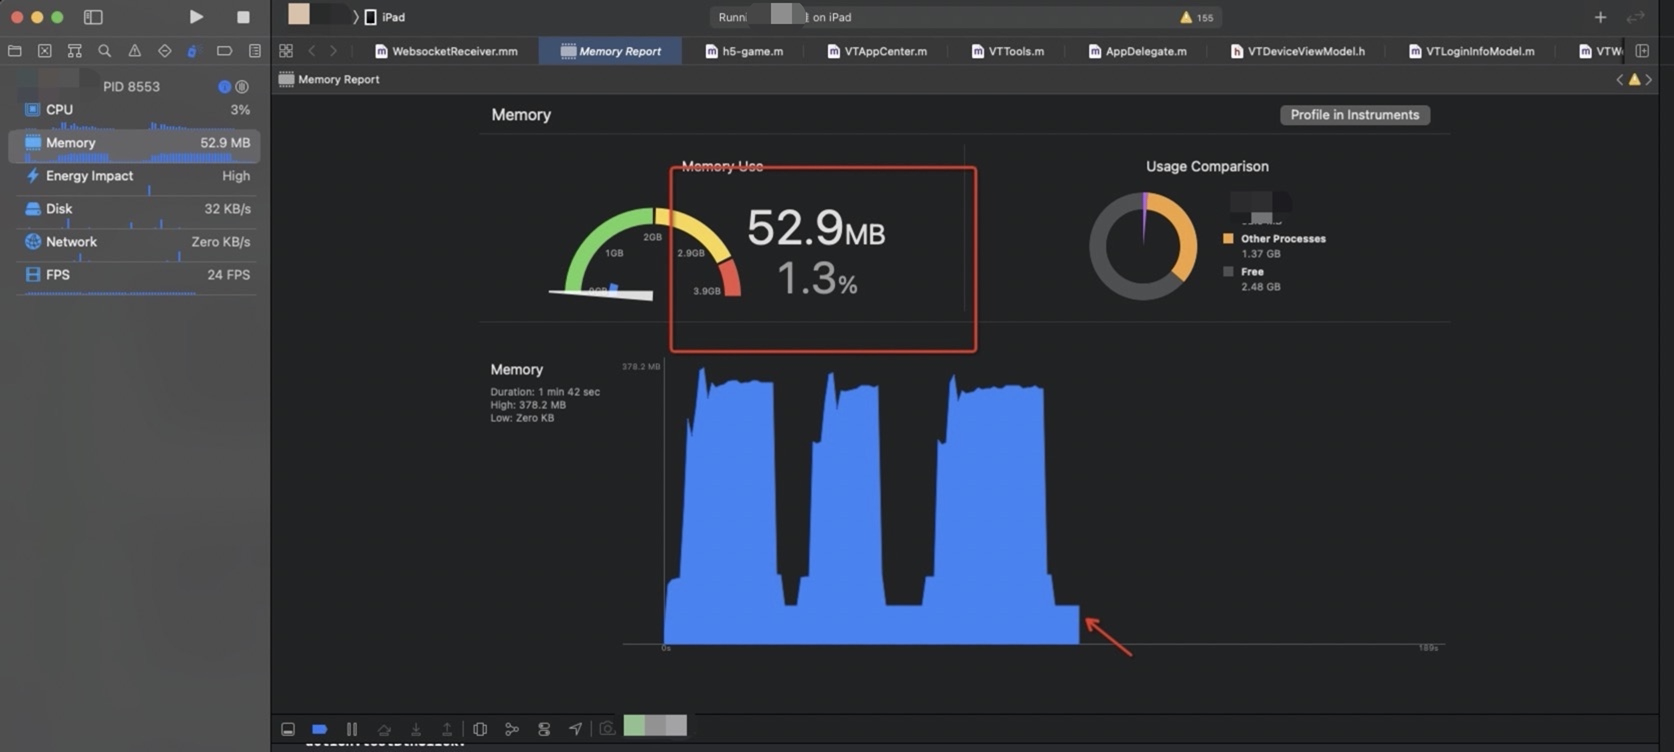 iPad
Runni on iPad
155
WebsocketReceiver.mm
Memory Report
h5-game.m
VTAppCenter.m
VTTools.m
AppDelegate.m
VTDeviceViewModel.h
VTLoginInfoModel.m
VTW
PID 8553
Memory Report
CPU 3%
Memory 52.9 MB
Energy Impact High
Disk 32 KB/s
Network Zero KB/s
FPS 24 FPS
Memory
Profile in Instruments
Memory Use
0GB
1GB
2GB
2.9GB
3.9GB
52.9MB
1.3%
Usage Comparison
Other Processes
1.37 GB
Free
2.48 GB
Memory
Duration: 1 min 42 sec
High: 378.2 MB
Low: Zero KB
378.2 MB
0s
189s